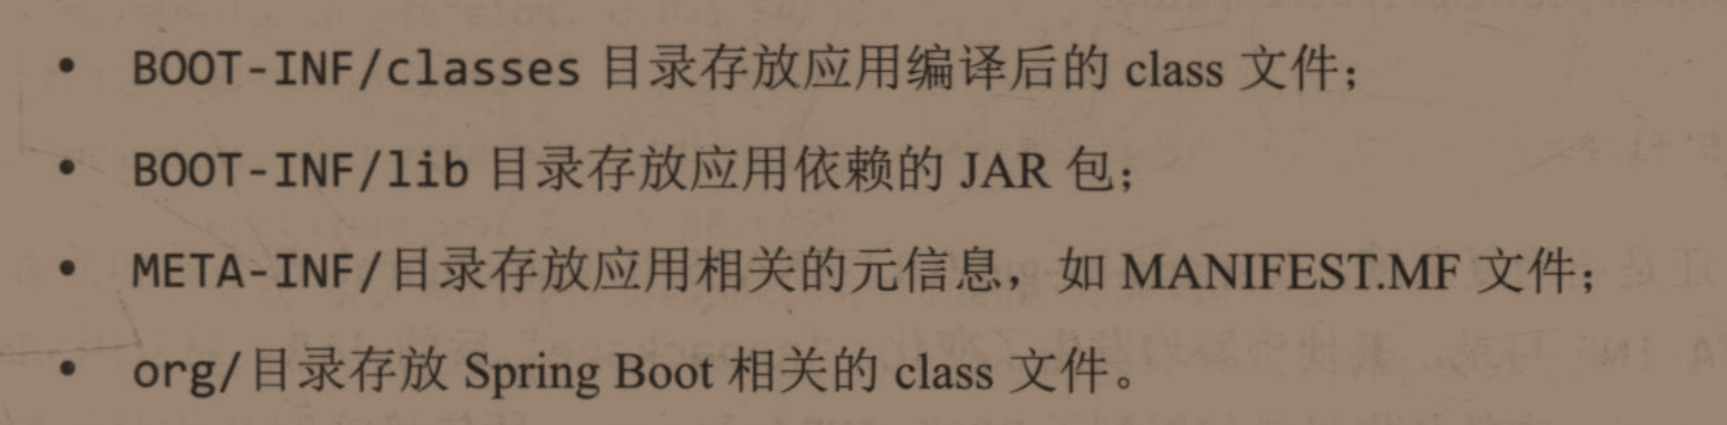 • BOOT-INF/classes 目录存放应用编译后的 class 文件；
• BOOT-INF/lib 目录存放应用依赖的 JAR 包；
• META-INF/目录存放应用相关的元信息，如 MANIFEST.MF 文件；
• org/目录存放 Spring Boot 相关的 class 文件。